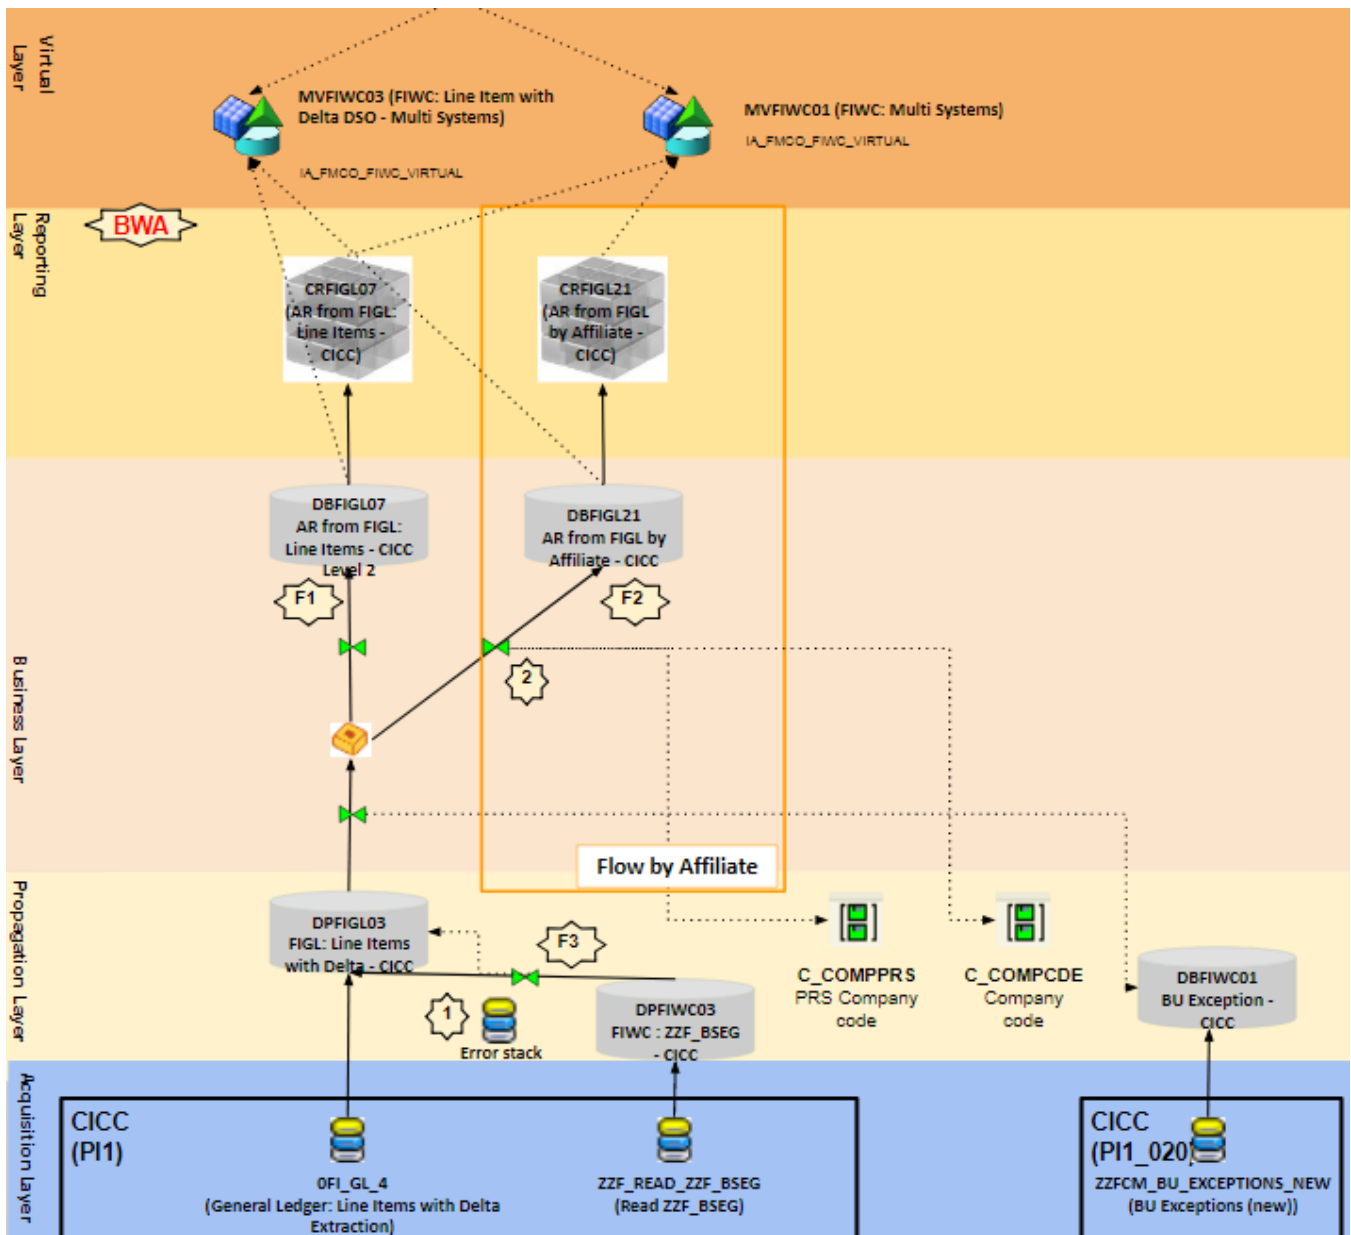 Virtual
Layer
MVFIWC03 (FIWC: Line Item with
Delta DSO - Multi Systems)
IA_FMCO_FIWC_VIRTUAL
MVFIWC01 (FIWC: Multi Systems)
IA_FMCO_FIWC_VIRTUAL
Reporting
Layer
BWA
CRFIGL07
(AR from FIGL:
Line Items -
CICC)
CRFIGL21
(AR from FIGL
by Affiliate -
CICC)
Business Layer
DBFIGL07
AR from FIGL:
Line Items - CICC
Level 2
DBFIGL21
AR from FIGL by
Affiliate - CICC
F1
F2
2
Flow by Affiliate
Propagation Layer
DPFIGL03
FIGL: Line Items
with Delta - CICC
F3
1
Error stack
DPFIWC03
FIWC : ZZF_BSEG
- CICC
C_COMPPRS
PRS Company
code
C_COMPCDE
Company
code
DBFIWC01
BU Exception -
CICC
Acquisition Layer
CICC
(PI1)
0FI_GL_4
(General Ledger: Line Items with Delta
Extraction)
ZZF_READ_ZZF_BSEG
(Read ZZF_BSEG)
CICC
(PI1_020)
ZZFCM_BU_EXCEPTIONS_NEW
(BU Exceptions (new))